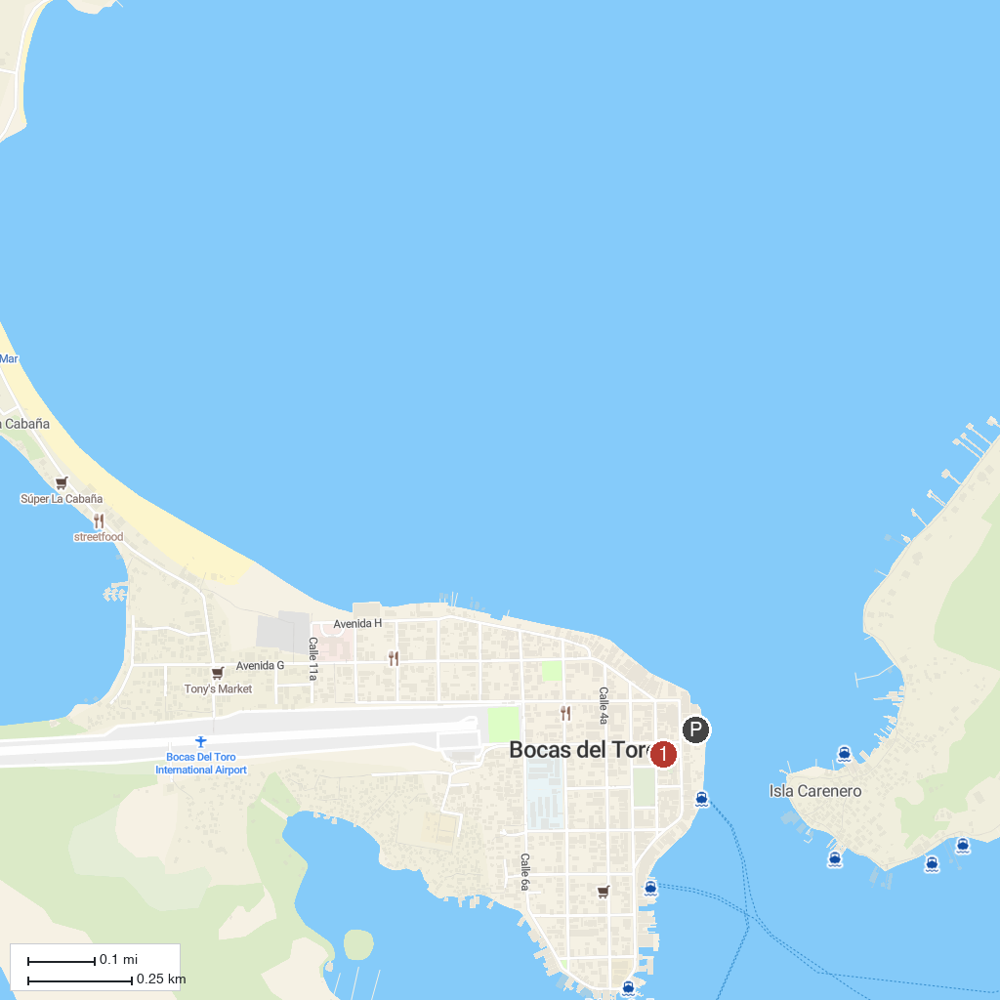 Mar
Cabaña
Súper La Cabaña
streetfood
Avenida H
Calle 11a
Avenida G
Tony's Market
Calle 4a
P
Bocas del Toro
1
Bocas Del Toro
International Airport
Isla Carenero
Calle 6a
0.1 mi
0.25 km